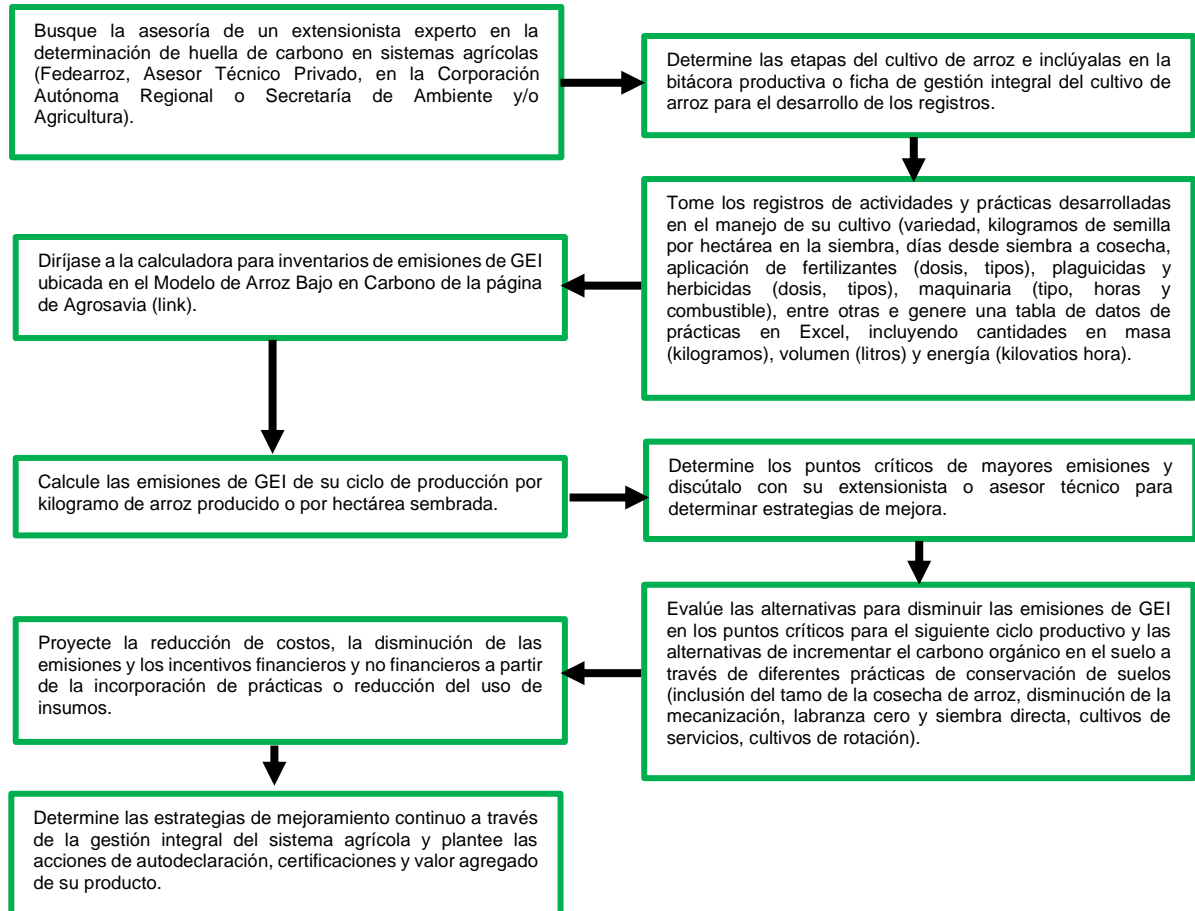 Busque la asesoría de un extensionista experto en la
determinación de huella de carbono en sistemas agrícolas
(Fedearroz, Asesor Técnico Privado, en la Corporación
Autónoma Regional o Secretaría de Ambiente y/o
Agricultura).
Determine las etapas del cultivo de arroz e inclúyalas en la
bitácora productiva o ficha de gestión integral del cultivo de
arroz para el desarrollo de los registros.
Tome los registros de actividades y prácticas desarrolladas
en el manejo de su cultivo (variedad, kilogramos de semilla
por hectárea en la siembra, días desde siembra a cosecha,
aplicación de fertilizantes (dosis, tipos), plaguicidas y
herbicidas (dosis, tipos), maquinaria (tipo, horas y
combustible), entre otras e genere una tabla de datos de
prácticas en Excel, incluyendo cantidades en masa
(kilogramos), volumen (litros) y energía (kilovatios hora).
Diríjase a la calculadora para inventarios de emisiones de GEI
ubicada en el Modelo de Arroz Bajo en Carbono de la página
de Agrosavia (link).
Calcule las emisiones de GEI de su ciclo de producción por
kilogramo de arroz producido o por hectárea sembrada.
Determine los puntos críticos de mayores emisiones y
discútalo con su extensionista o asesor técnico para
determinar estrategias de mejora.
Evalúe las alternativas para disminuir las emisiones de GEI
en los puntos críticos para el siguiente ciclo productivo y las
alternativas de incrementar el carbono orgánico en el suelo a
través de diferentes prácticas de conservación de suelos
(inclusión del tamo de la cosecha de arroz, disminución de la
mecanización, labranza cero y siembra directa, cultivos de
servicios, cultivos de rotación).
Proyecte la reducción de costos, la disminución de las
emisiones y los incentivos financieros y no financieros a partir
de la incorporación de prácticas o reducción del uso de
insumos.
Determine las estrategias de mejoramiento continuo a través
de la gestión integral del sistema agrícola y plantee las
acciones de autodeclaración, certificaciones y valor agregado
de su producto.